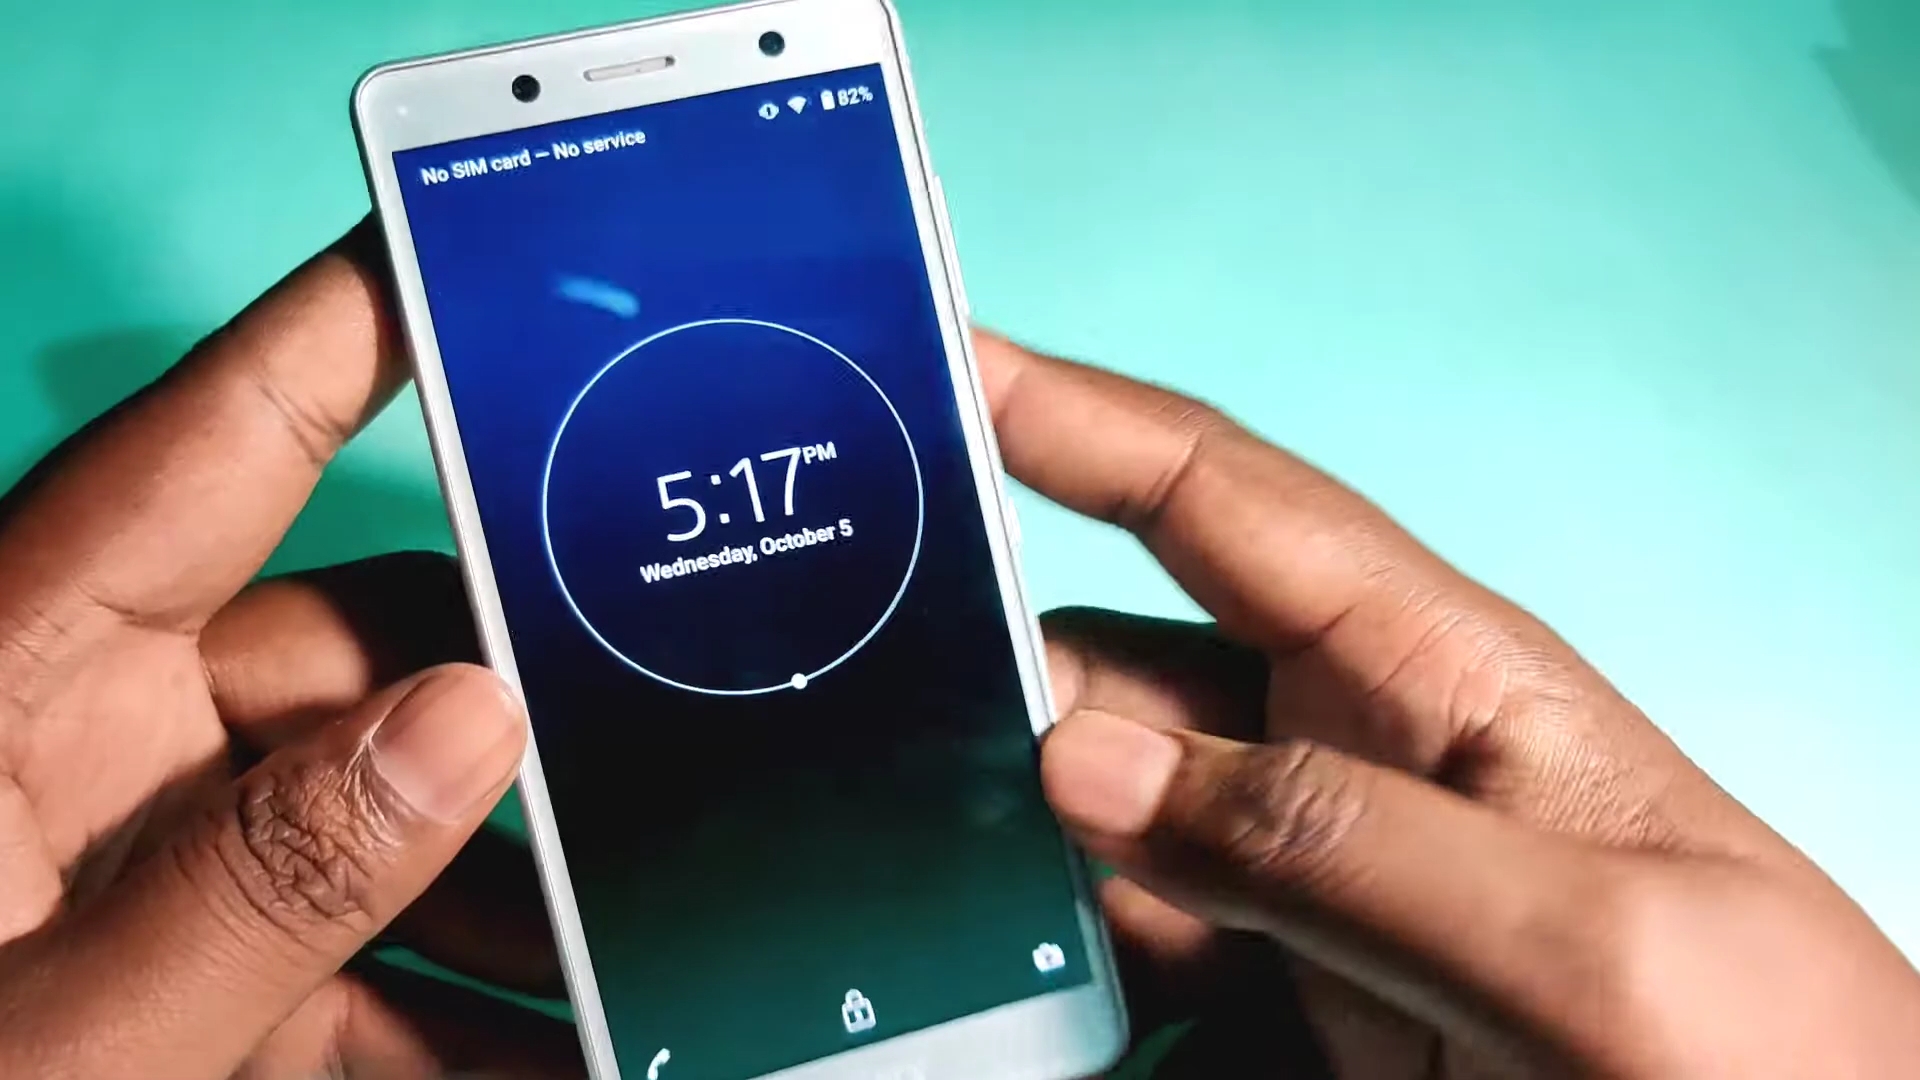 82%
No SIM card — No service
5:17PM
Wednesday, October 5